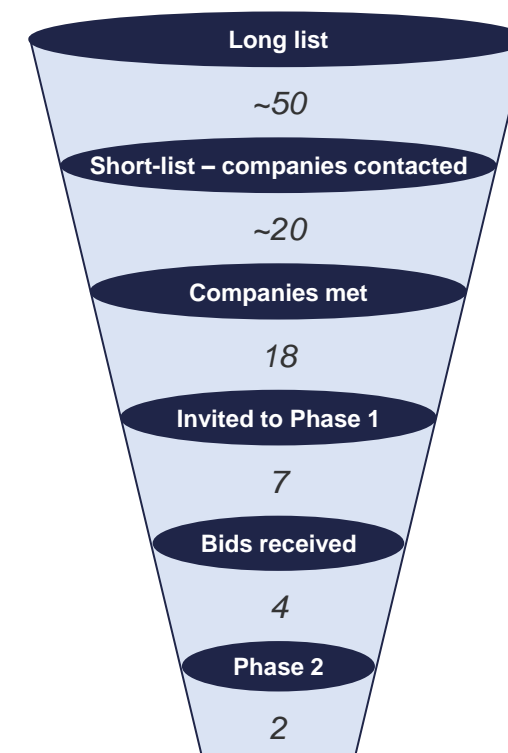 Long list
~50
Short-list – companies contacted
~20
Companies met
18
Invited to Phase 1
7
Bids received
4
Phase 2
2